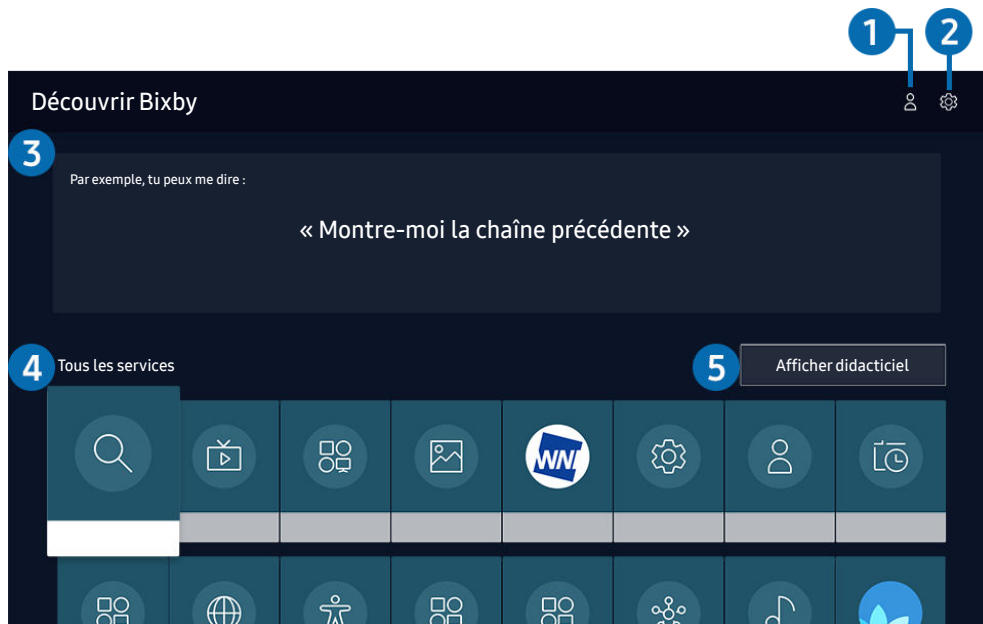 1 2
Découvrir Bixby
3
Par exemple, tu peux me dire :
« Montre-moi la chaîne précédente »
4 Tous les services
5 Afficher didacticiel
WNI